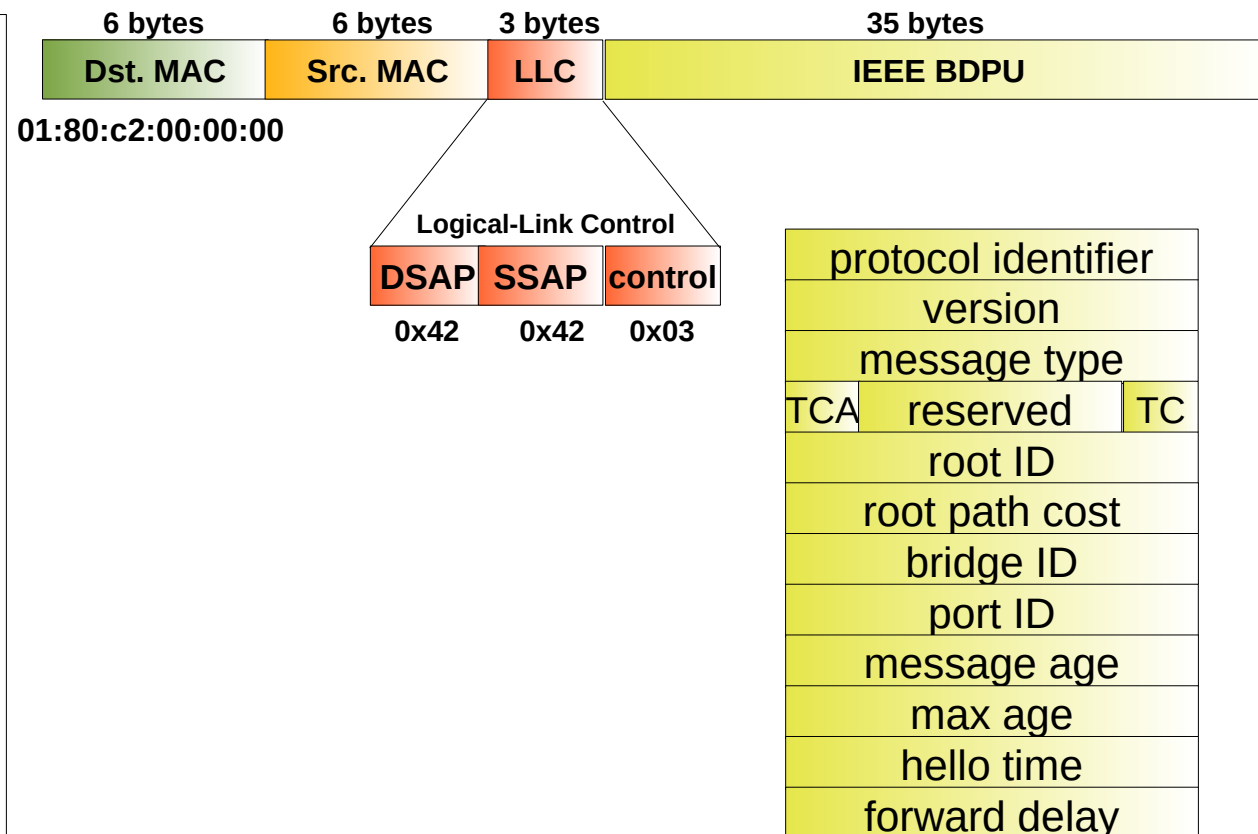 6 bytes 6 bytes 3 bytes 35 bytes
Dst. MAC Src. MAC LLC IEEE BDPU
01:80:c2:00:00:00
Logical-Link Control
DSAP SSAP control
0x42 0x42 0x03
protocol identifier
version
message type
TCA reserved TC
root ID
root path cost
bridge ID
port ID
message age
max age
hello time
forward delay